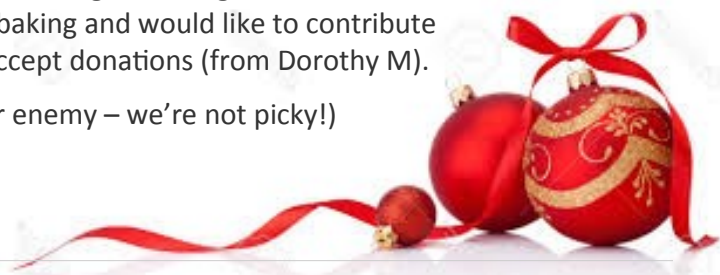 baking and would like to contribute
ccept donations (from Dorothy M).
r enemy – we're not picky!)